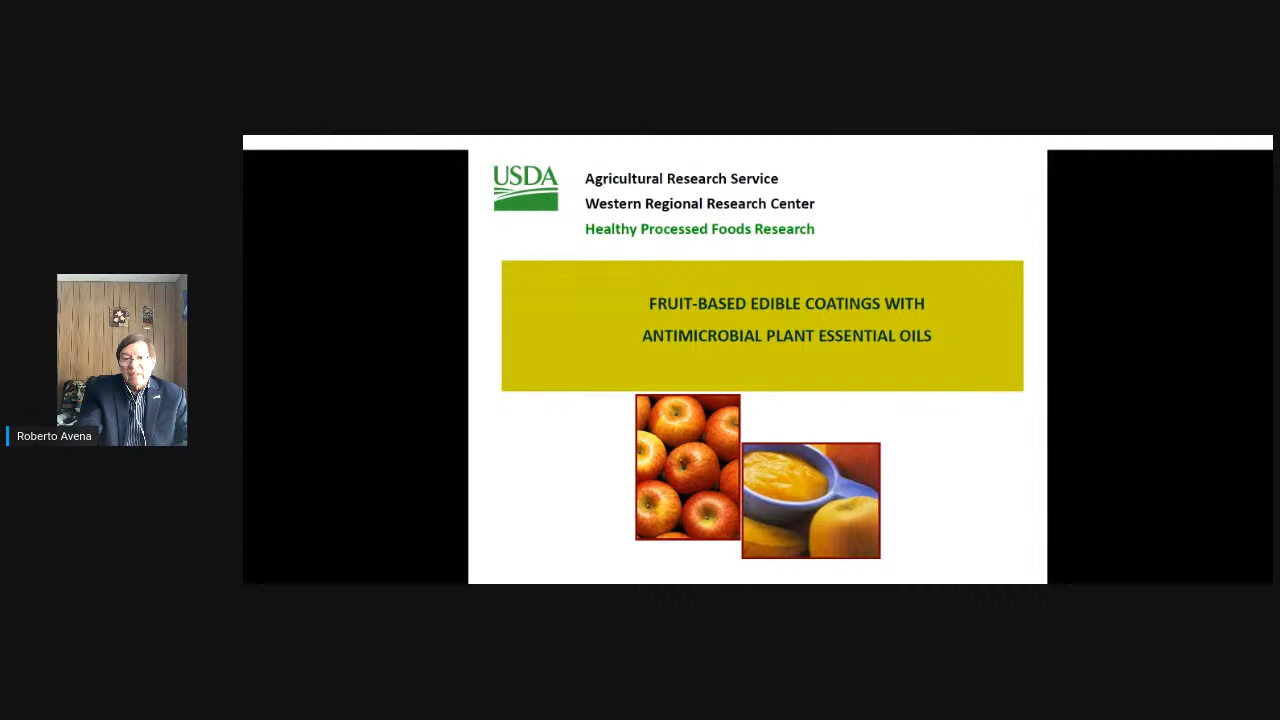 USDA
Agricultural Research Service
Western Regional Research Center
Healthy Processed Foods Research
FRUIT-BASED EDIBLE COATINGS WITH
ANTIMICROBIAL PLANT ESSENTIAL OILS
Roberto Avena